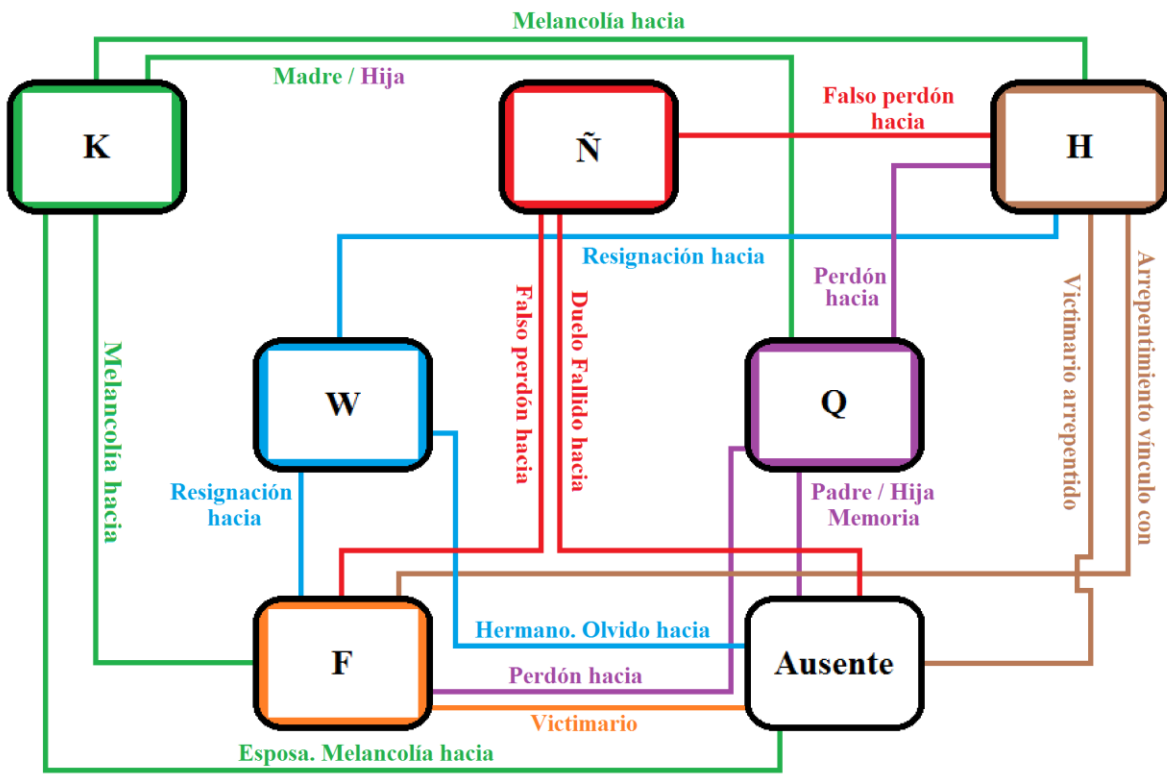 Melancolía hacia
Madre / Hija
Falso perdón
hacia
K
Ñ
H
Resignación hacia
Perdón
hacia
Falso perdón hacia
Duelo Fallido hacia
Victimario arrepentido
Arrepentimiento vínculo con
Melancolía hacia
W
Q
Resignación
hacia
Padre / Hija
Memoria
Hermano. Olvido hacia
F
Ausente
Perdón hacia
Victimario
Esposa. Melancolía hacia